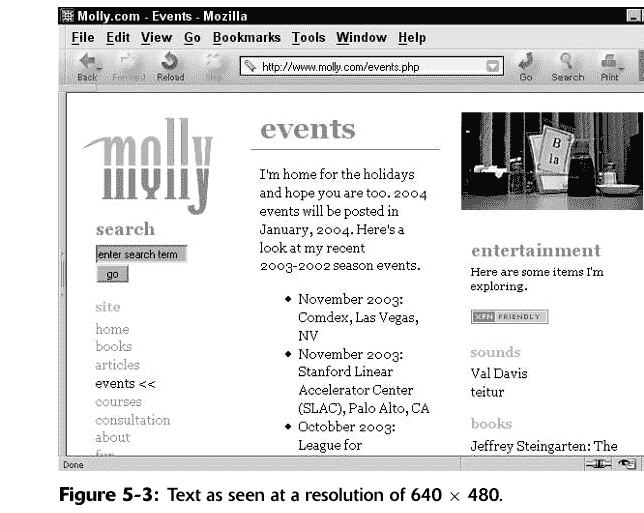 Molly.com - Events - Mozilla
File Edit View Go Bookmarks Tools Window Help
Back Forward Reload Stop http://www.molly.com/events.php Go Search Print
molly
search
enter search term
go
site
home
books
articles
events <<
courses
consultation
about
fun
events
I'm home for the holidays
and hope you are too. 2004
events will be posted in
January, 2004. Here's a
look at my recent
2003-2002 season events.
• November 2003:
Comdex, Las Vegas,
NV
• November 2003:
Stanford Linear
Accelerator Center
(SLAC), Palo Alto, CA
• Octobber 2003:
League for
B
la
entertainment
Here are some items I'm
exploring.
XFN FRIENDLY
sounds
Val Davis
teitur
books
Jeffrey Steingarten: The
Done
Figure 5-3: Text as seen at a resolution of 640 × 480.